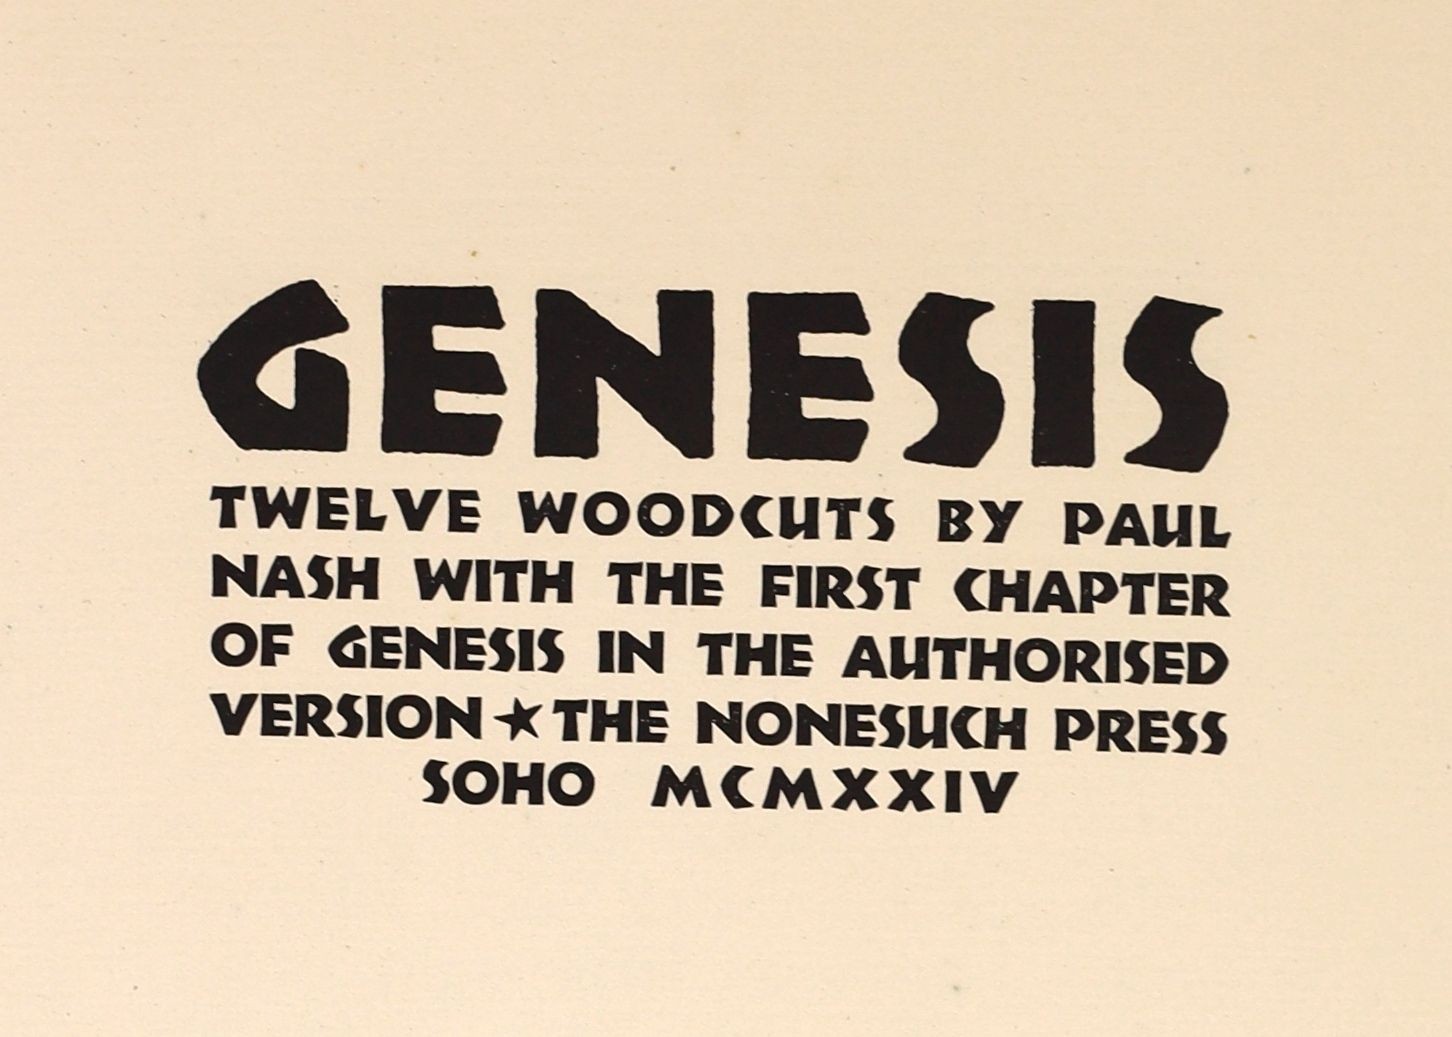 GENESIS
TWELVE WOODCUTS BY PAUL
NASH WITH THE FIRST CHAPTER
OF GENESIS IN THE AUTHORISED
VERSION ★ THE NONESUCH PRESS
SOHO MCMXXIV